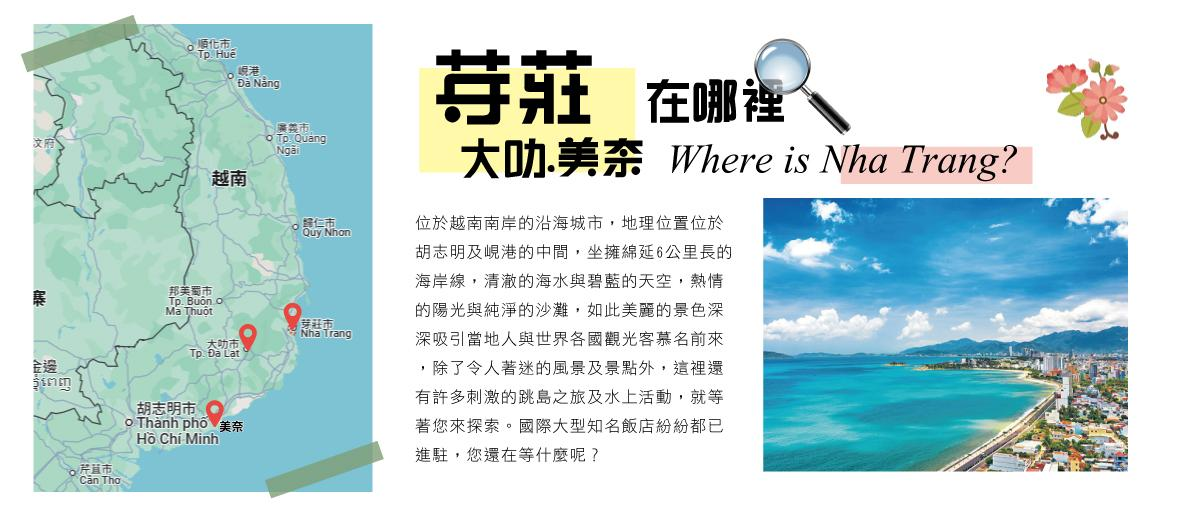 順化市
Tp. Huế
峴港
Đà Nẵng
廣義市
Tp. Quảng
Ngãi
汶府
越南
歸仁市
Quy Nhon
寨
邦美蜀市
Tp. Buôn
Ma Thuột
芽莊市
Nha Trang
大叻市
Tp. Đà Lạt
金邊
ភ្នំពេញ
胡志明市
Thành phố
Hồ Chí Minh
美奈
芹苴市
Cần Thơ
芽莊
在哪裡
大叻.美奈
Where is Nha Trang?
位於越南南岸的沿海城市，地理位置位於
胡志明及峴港的中間，坐擁綿延6公里長的
海岸線，清澈的海水與碧藍的天空，熱情
的陽光與純淨的沙灘，如此美麗的景色深
深吸引當地人與世界各國觀光客慕名前來
，除了令人著迷的風景及景點外，這裡還
有許多刺激的跳島之旅及水上活動，就等
著您來探索。國際大型知名飯店紛紛都已
進駐，您還在等什麼呢？